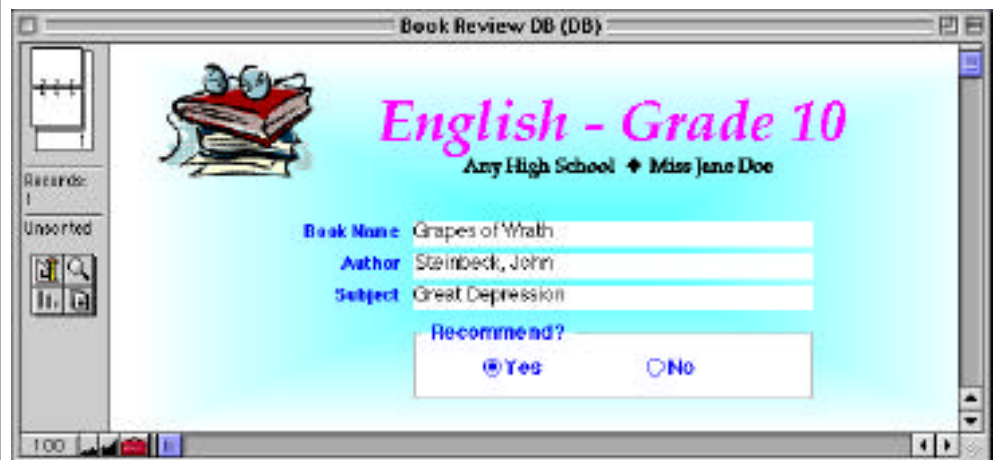 Book Review DB (DB)
English - Grade 10
Any High School ♦ Miss Jane Doe
1
Records:
1
Unsorted
Book Name Grapes of Wrath
Author Steinbeck, John
Subject Great Depression
Recommend?
Yes No
100